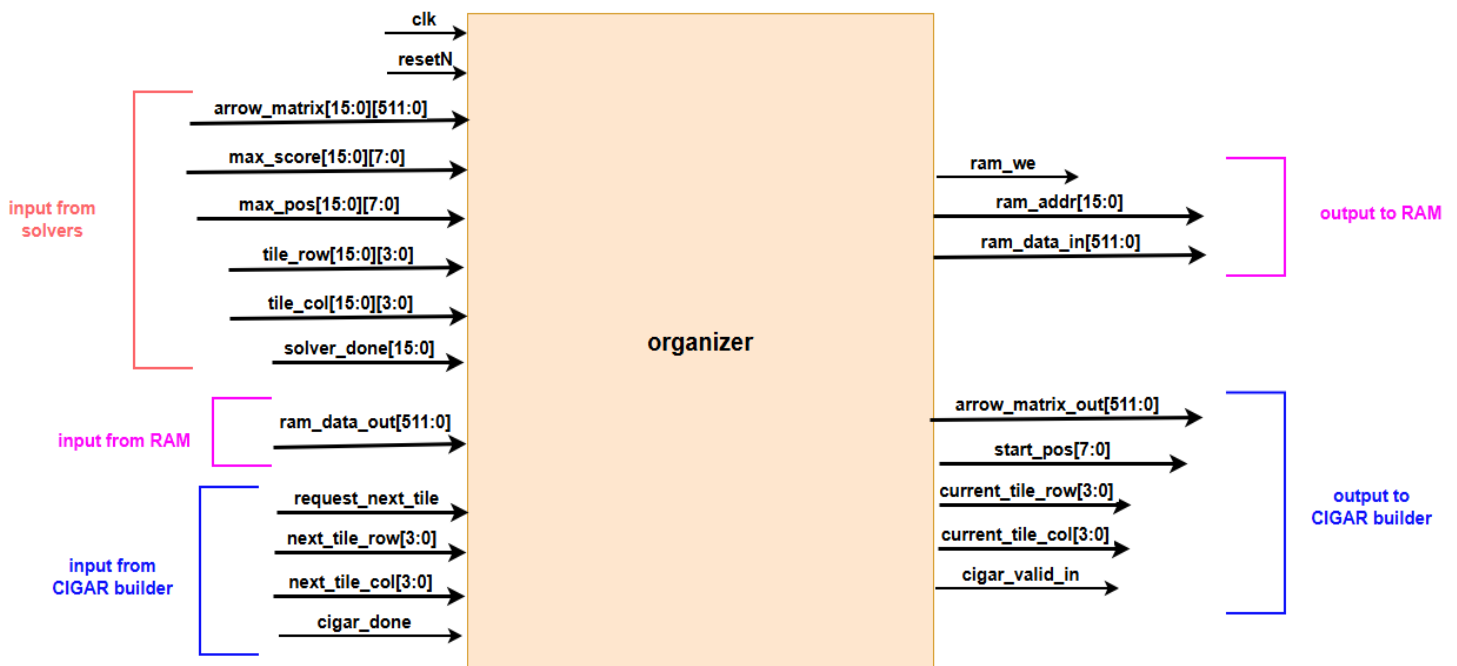 clk
resetN
arrow_matrix[15:0][511:0]
max_score[15:0][7:0]
max_pos[15:0][7:0]
tile_row[15:0][3:0]
tile_col[15:0][3:0]
solver_done[15:0]
input from
solvers
ram_data_out[511:0]
input from RAM
request_next_tile
next_tile_row[3:0]
next_tile_col[3:0]
cigar_done
input from
CIGAR builder
organizer
ram_we
ram_addr[15:0]
ram_data_in[511:0]
output to RAM
arrow_matrix_out[511:0]
start_pos[7:0]
current_tile_row[3:0]
current_tile_col[3:0]
cigar_valid_in
output to
CIGAR builder